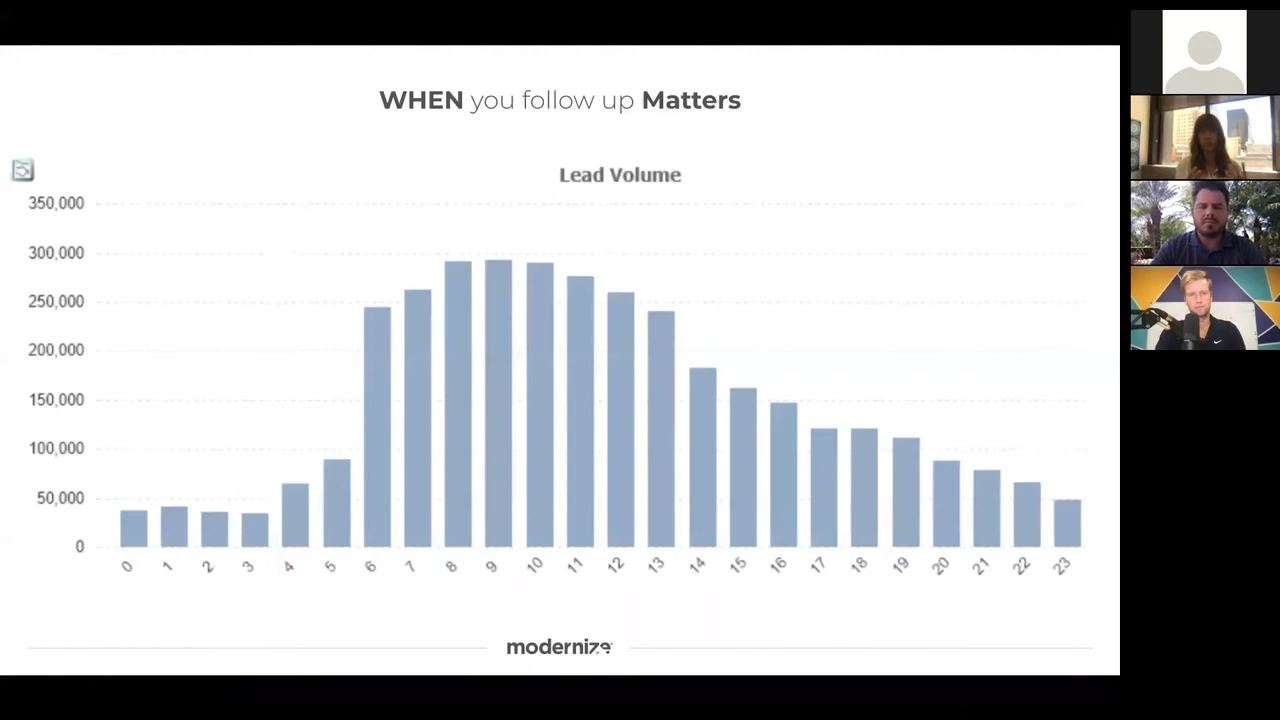 WHEN you follow up Matters
Lead Volume
350,000
300,000
250,000
200,000
150,000
100,000
50,000
0
0 1 2 3 4 5 6 7 8 9 10 11 12 13 14 15 16 17 18 19 20 21 22 23
modernize